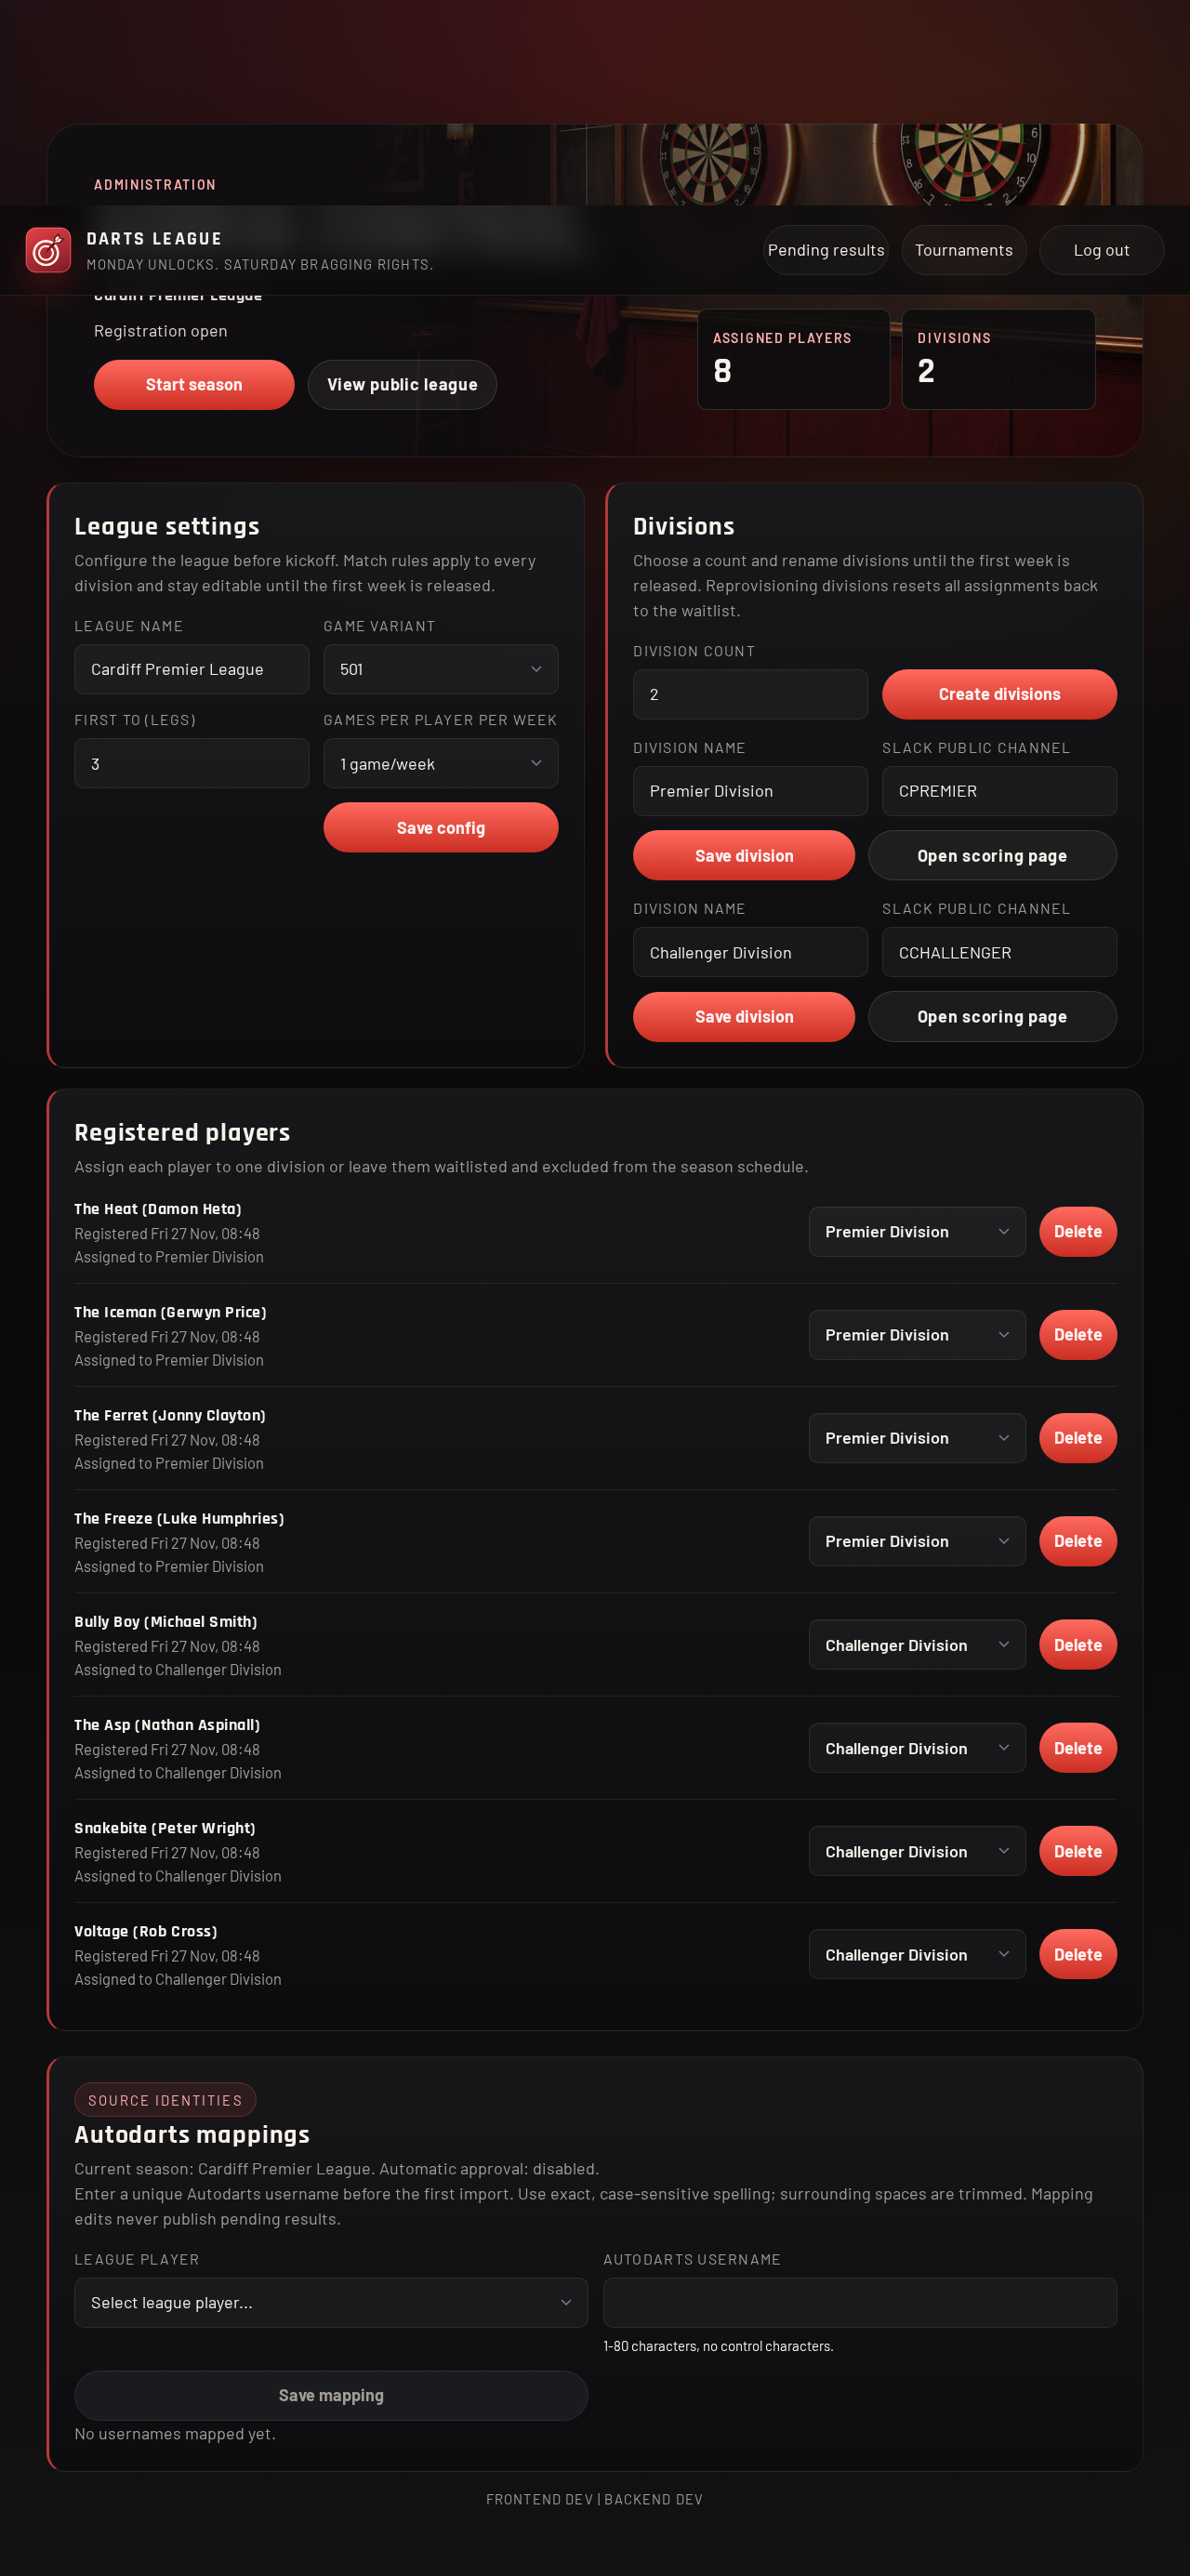 ADMINISTRATION
DARTS LEAGUE
MONDAY UNLOCKS. SATURDAY BRAGGING RIGHTS.
Pending results
Tournaments
Log out
Cardiff Premier League
Registration open
Start season
View public league
ASSIGNED PLAYERS
8
DIVISIONS
2
League settings
Configure the league before kickoff. Match rules apply to every
division and stay editable until the first week is released.
LEAGUE NAME
GAME VARIANT
Cardiff Premier League
501
FIRST TO (LEGS)
GAMES PER PLAYER PER WEEK
3
1 game/week
Save config
Divisions
Choose a count and rename divisions until the first week is
released. Reprovisioning divisions resets all assignments back
to the waitlist.
DIVISION COUNT
2
Create divisions
DIVISION NAME
SLACK PUBLIC CHANNEL
Premier Division
CPREMIER
Save division
Open scoring page
DIVISION NAME
SLACK PUBLIC CHANNEL
Challenger Division
CCHALLENGER
Save division
Open scoring page
Registered players
Assign each player to one division or leave them waitlisted and excluded from the season schedule.
The Heat (Damon Heta)
Registered Fri 27 Nov, 08:48
Assigned to Premier Division
Premier Division
Delete
The Iceman (Gerwyn Price)
Registered Fri 27 Nov, 08:48
Assigned to Premier Division
Premier Division
Delete
The Ferret (Jonny Clayton)
Registered Fri 27 Nov, 08:48
Assigned to Premier Division
Premier Division
Delete
The Freeze (Luke Humphries)
Registered Fri 27 Nov, 08:48
Assigned to Premier Division
Premier Division
Delete
Bully Boy (Michael Smith)
Registered Fri 27 Nov, 08:48
Assigned to Challenger Division
Challenger Division
Delete
The Asp (Nathan Aspinall)
Registered Fri 27 Nov, 08:48
Assigned to Challenger Division
Challenger Division
Delete
Snakebite (Peter Wright)
Registered Fri 27 Nov, 08:48
Assigned to Challenger Division
Challenger Division
Delete
Voltage (Rob Cross)
Registered Fri 27 Nov, 08:48
Assigned to Challenger Division
Challenger Division
Delete
SOURCE IDENTITIES
Autodarts mappings
Current season: Cardiff Premier League. Automatic approval: disabled.
Enter a unique Autodarts username before the first import. Use exact, case-sensitive spelling; surrounding spaces are trimmed. Mapping
edits never publish pending results.
LEAGUE PLAYER
AUTODARTS USERNAME
Select league player...
1-80 characters, no control characters.
Save mapping
No usernames mapped yet.
FRONTEND DEV | BACKEND DEV